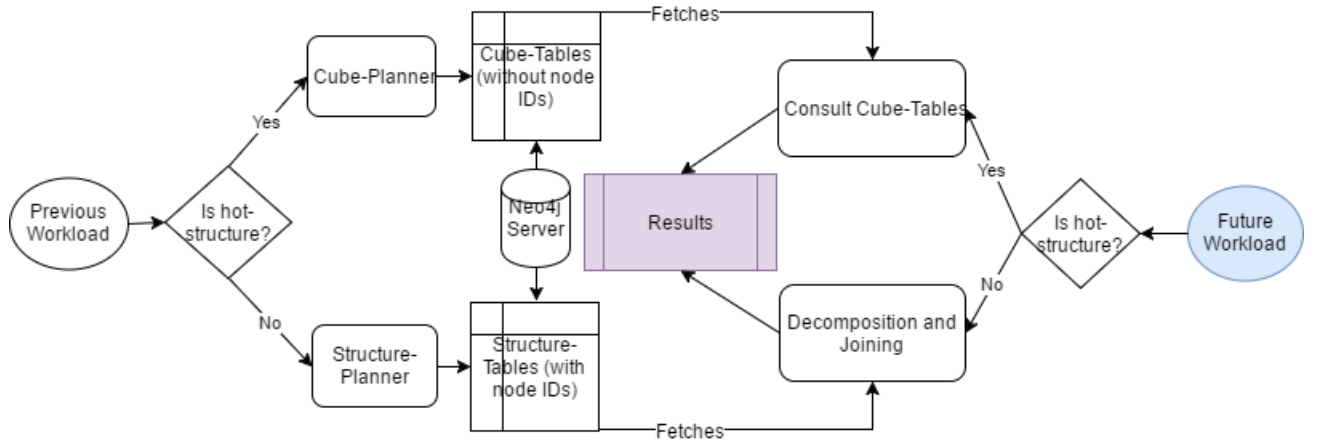 Fetches
Cube-Planner
Cube-Tables
(without node
IDs)
Consult Cube-Tables
Yes
Yes
Previous
Workload
Is hot-
structure?
Neo4j
Server
Results
Is hot-
structure?
Future
Workload
No
No
Structure-
Planner
Structure-
Tables (with
node IDs)
Decomposition and
Joining
Fetches